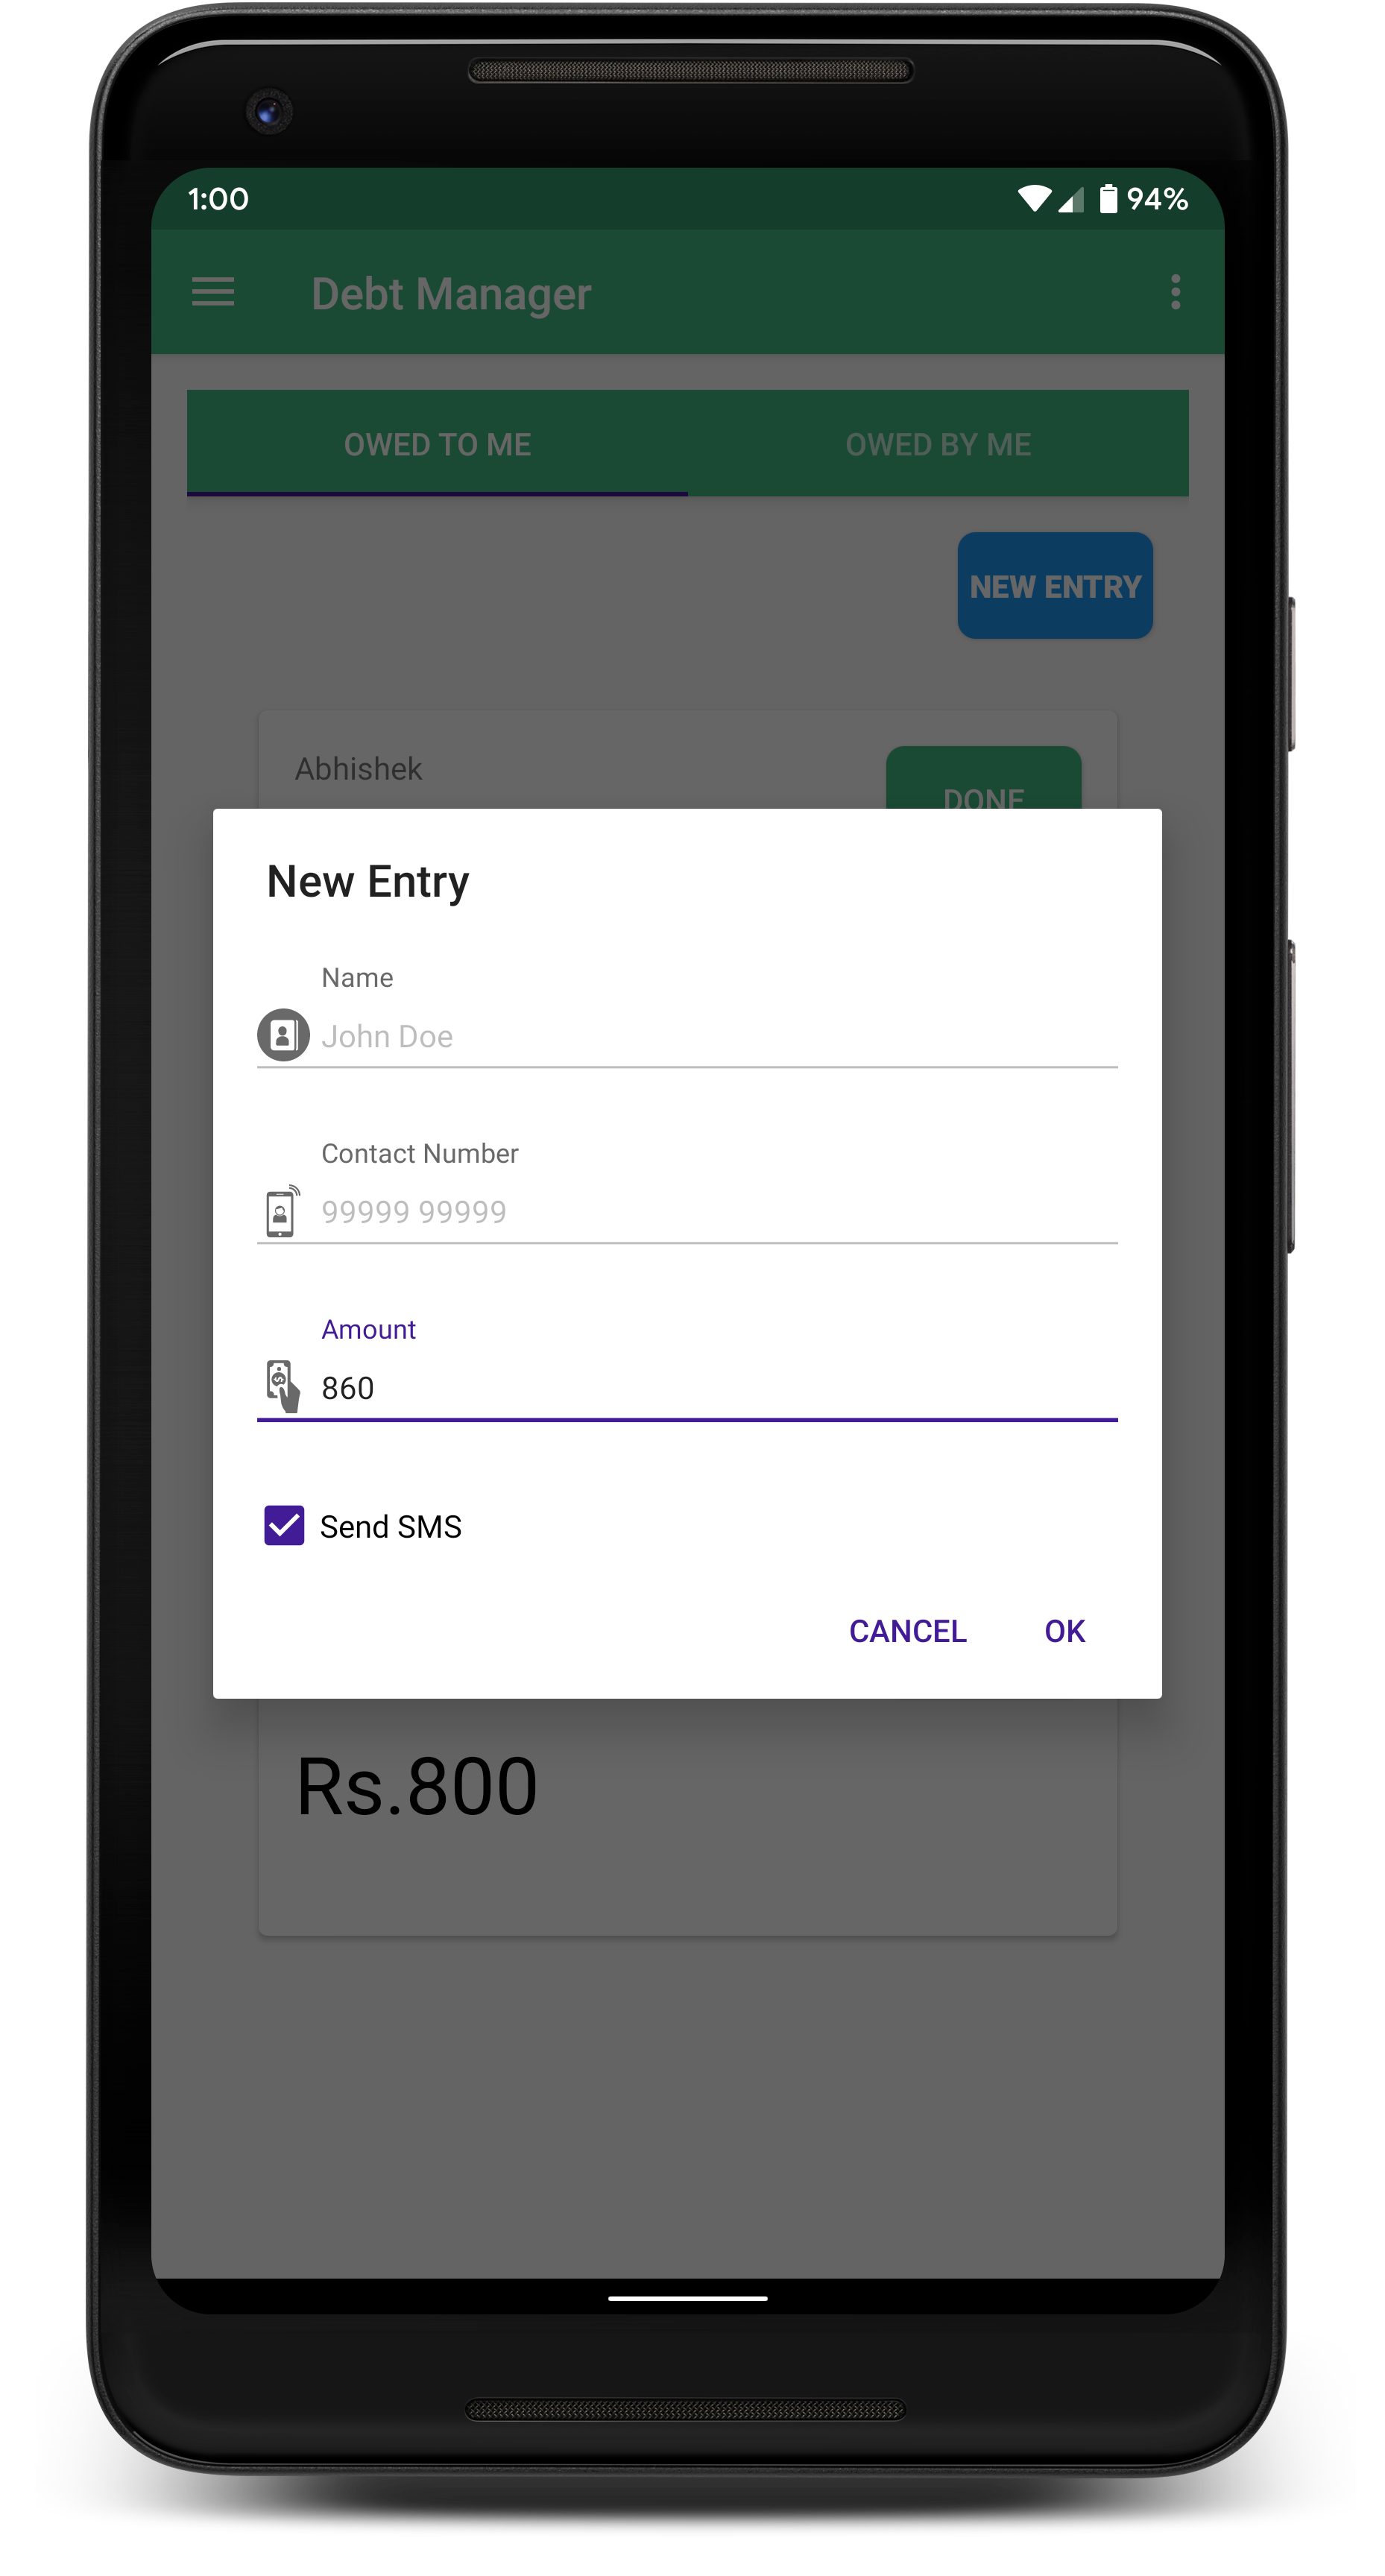 1:00 94%
Debt Manager
OWED TO ME OWED BY ME
NEW ENTRY
Abhishek
DONE
New Entry
Name
John Doe
Contact Number
99999 99999
Amount
860
Send SMS
CANCEL OK
Rs.800